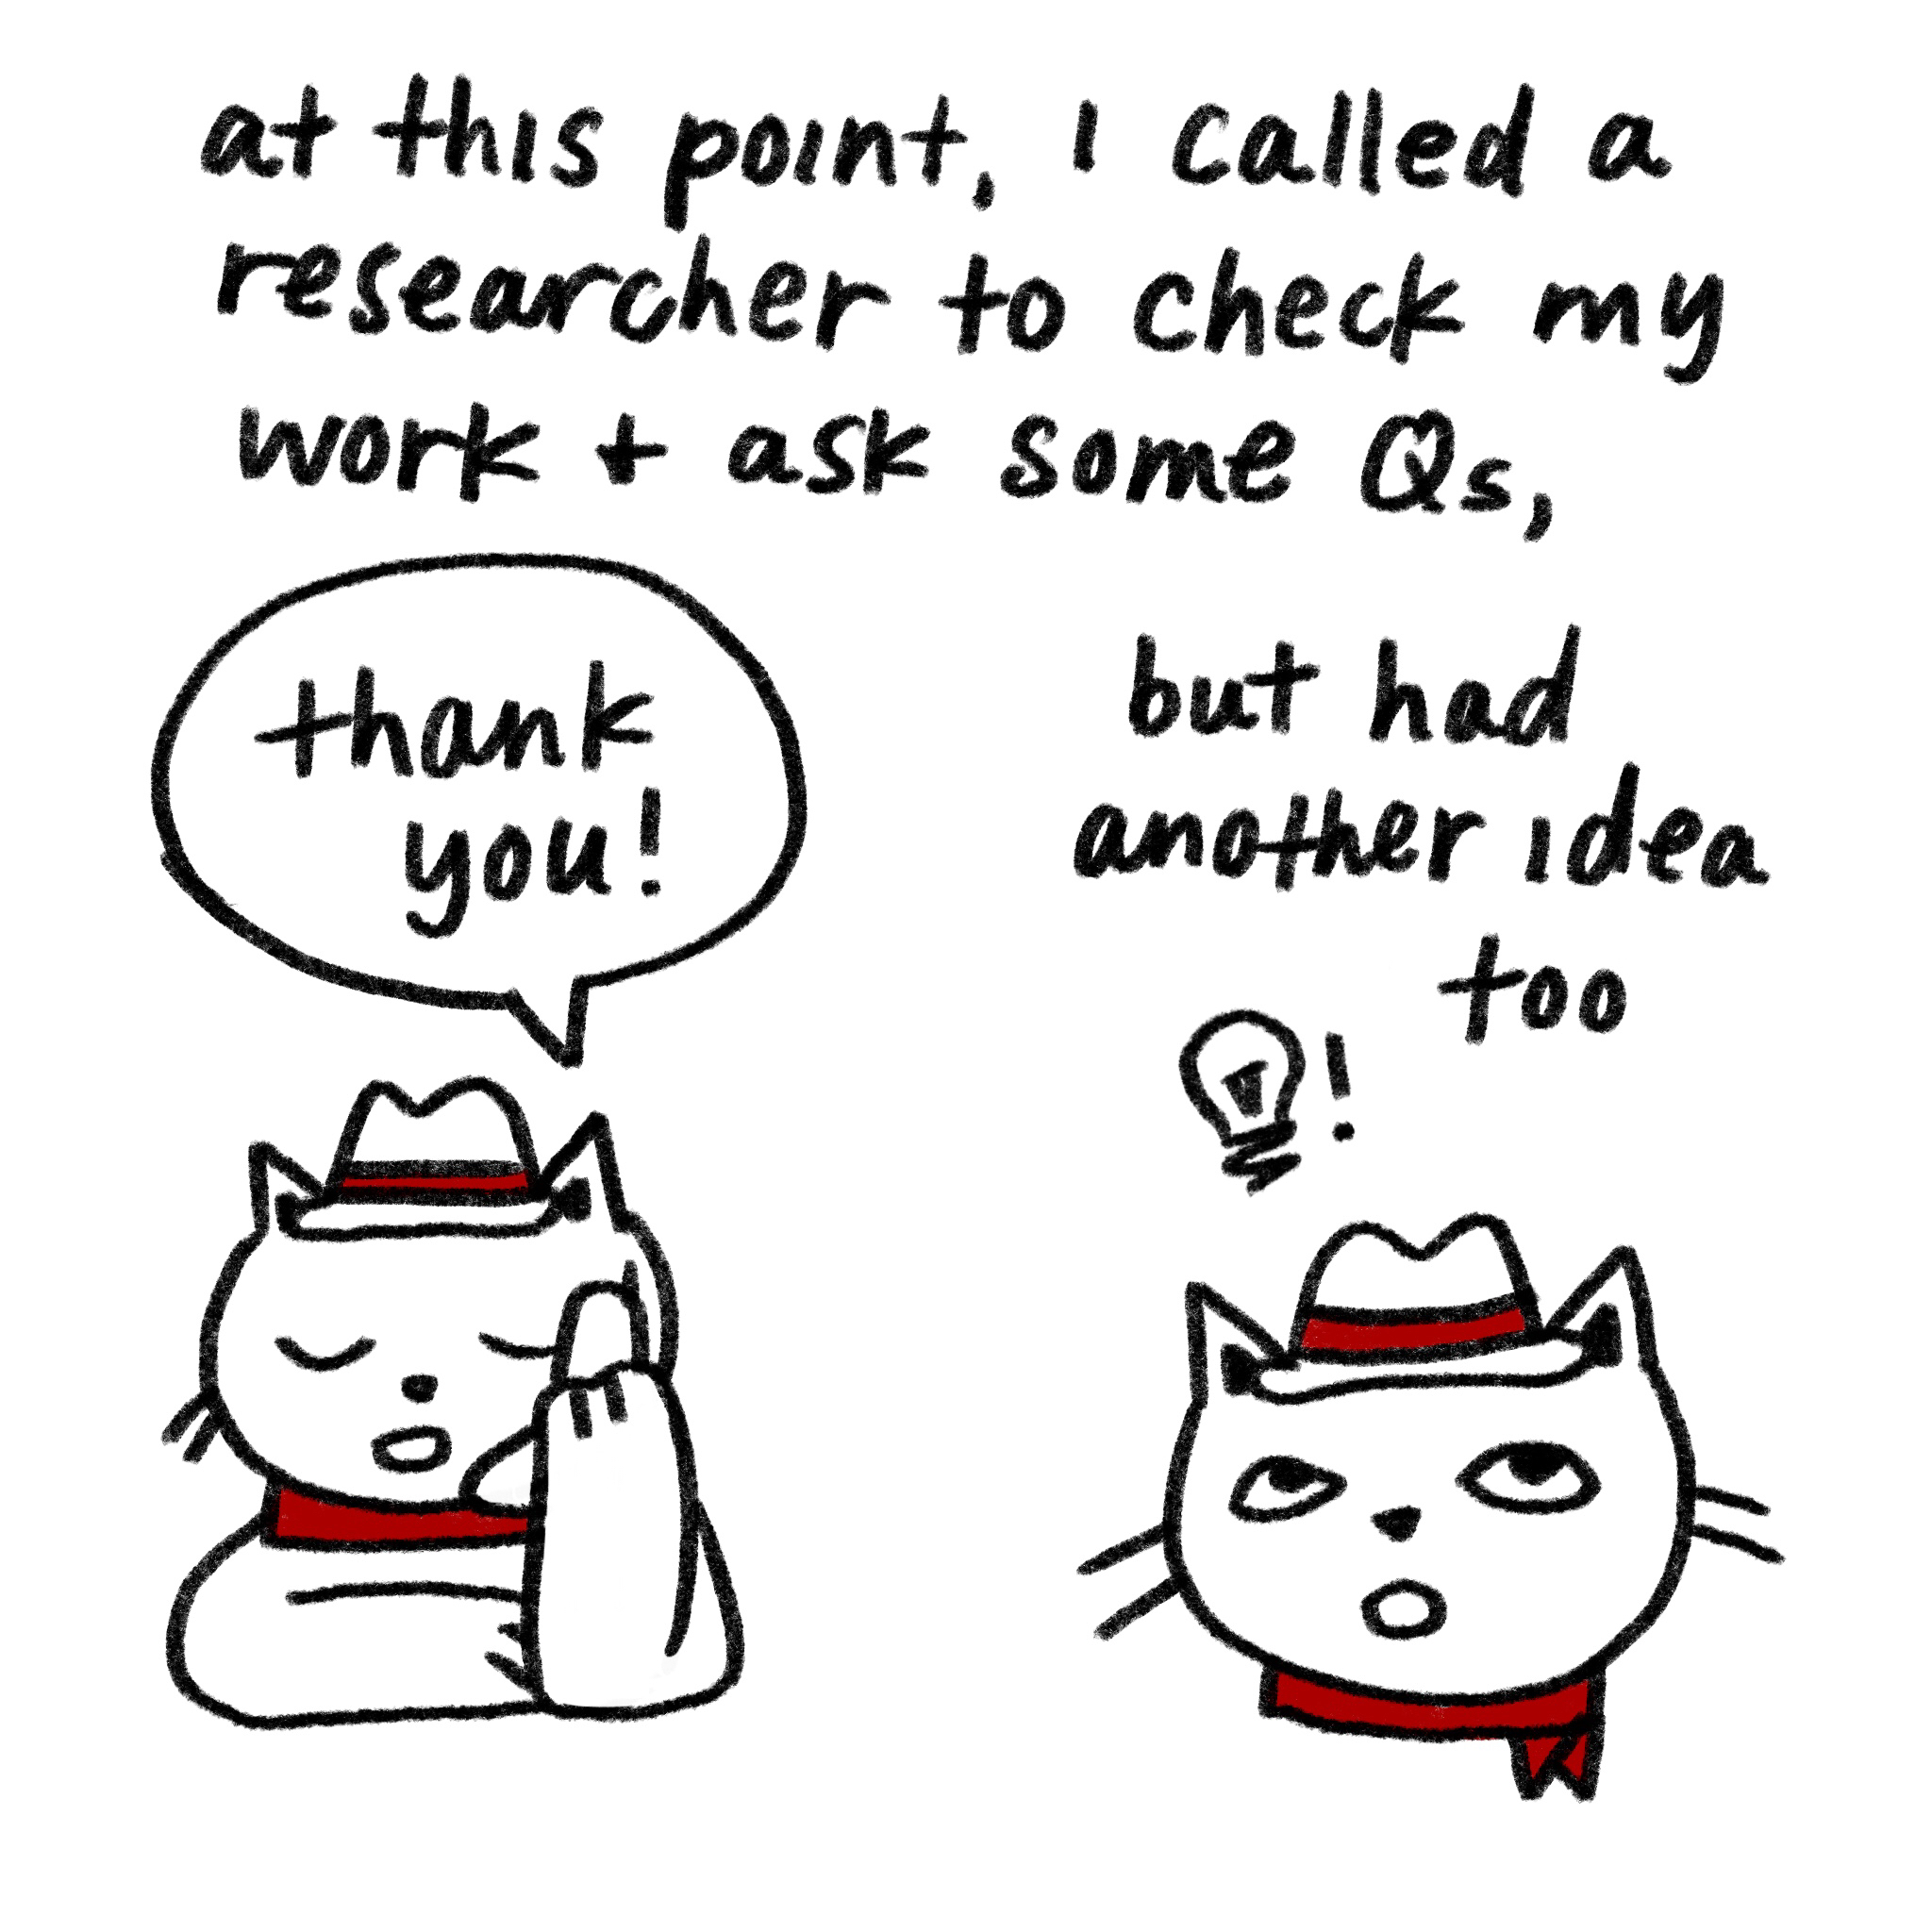 at this point, I called a
researcher to check my
work + ask some Qs,
thank
you!
but had
another idea
too
!